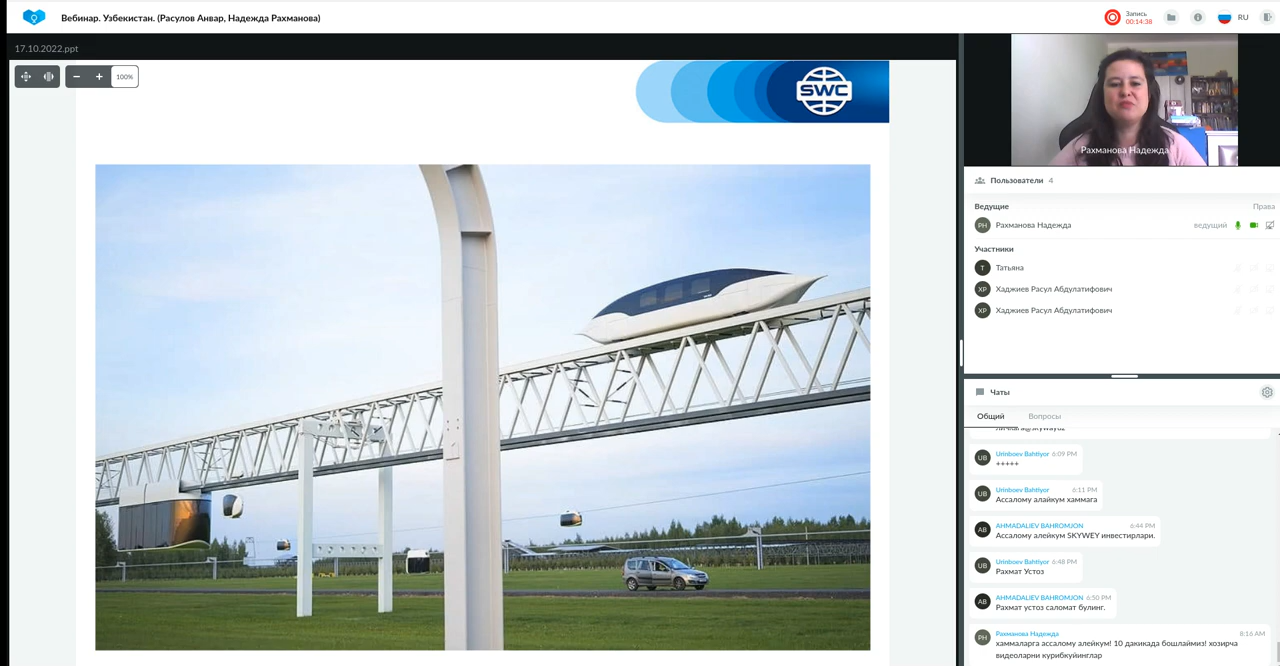 Вебинар. Узбекистан. (Расулов Анвар, Надежда Рахманова)
Запись
00:14:38
RU
17.10.2022.ppt
100%
SWC
Рахманова Надежда
Пользователи 4
Ведущие Права
РН Рахманова Надежда ведущий
Участники
Т Татьяна
ХР Хаджиев Расул Абдулатифович
ХР Хаджиев Расул Абдулатифович
Чаты
Общий Вопросы
UB Urinboev Bahtiyor 6:09 PM
+++++
UB Urinboev Bahtiyor 6:11 PM
Ассалому алайкум хаммага
AB AHMADALIEV BAHROMJON 6:44 PM
Ассалому алейкум SKYWEY инвестирлари.
UB Urinboev Bahtiyor 6:48 PM
Рахмат Устоз
AB AHMADALIEV BAHROMJON 6:50 PM
Рахмат устоз саломат булинг.
РН Рахманова Надежда 8:16 AM
хаммаларга ассалому алейкум! 10 дакикада бошлаймиз! хозирча
видеоларни курибкуйинглар